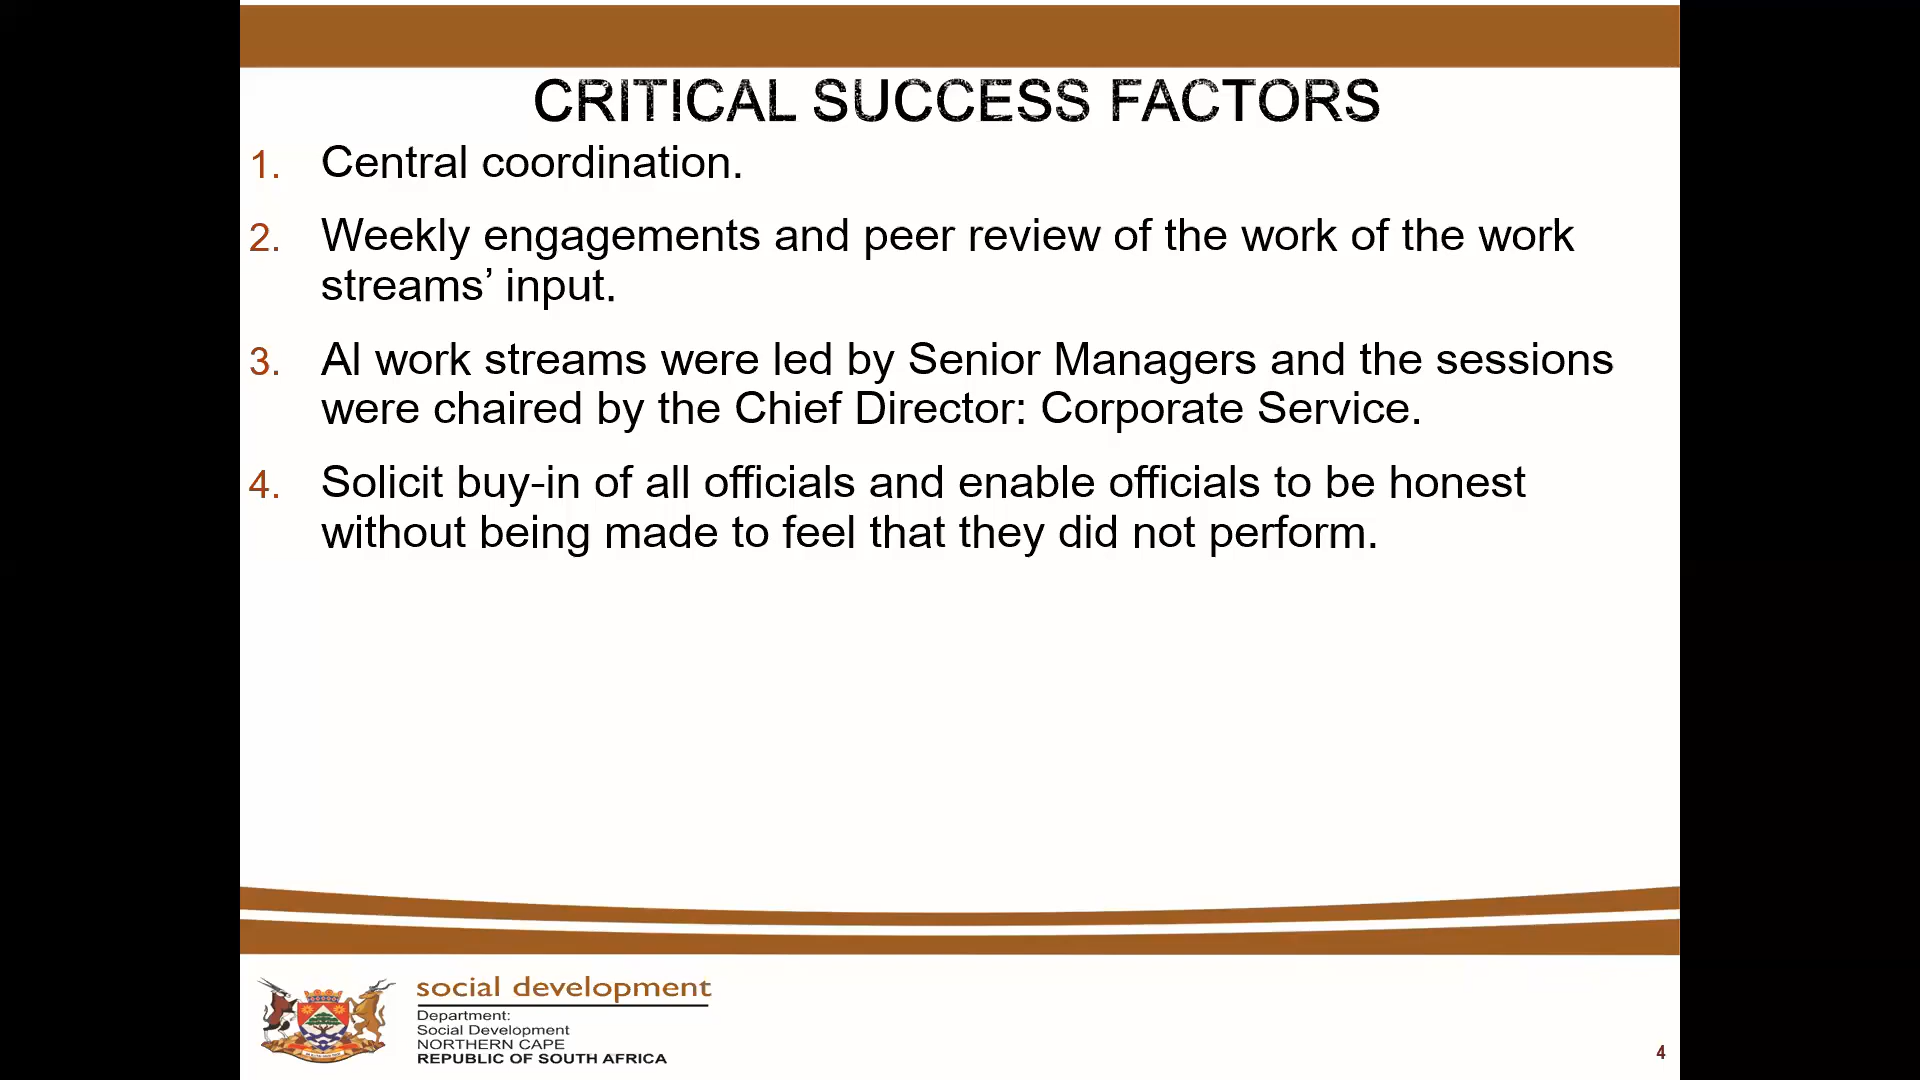 CRITICAL SUCCESS FACTORS
1. Central coordination.
2. Weekly engagements and peer review of the work of the work
streams’ input.
3. Al work streams were led by Senior Managers and the sessions
were chaired by the Chief Director: Corporate Service.
4. Solicit buy-in of all officials and enable officials to be honest
without being made to feel that they did not perform.
social development
Department:
Social Development
NORTHERN CAPE
REPUBLIC OF SOUTH AFRICA
4